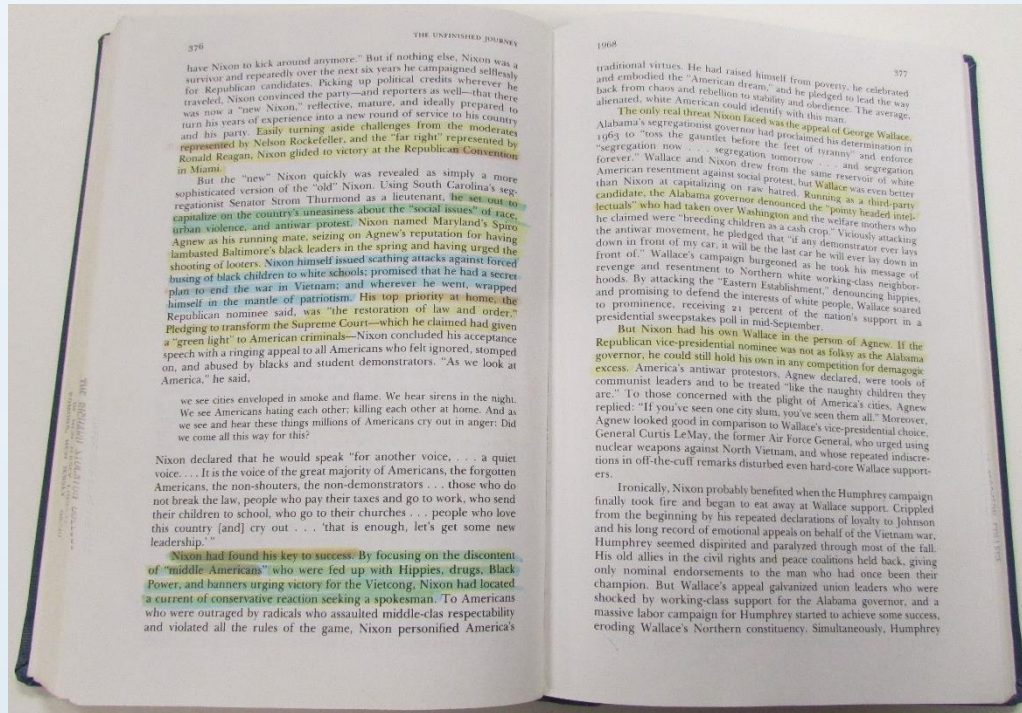 376
THE UNFINISHED JOURNEY
have Nixon to kick around anymore." But if nothing else, Nixon was a
survivor and repeatedly over the next six years he campaigned selflessly
for Republican candidates. Picking up political credits wherever he
traveled, Nixon convinced the party—and reporters as well—that there
was now a "new Nixon," reflective, mature, and ideally prepared to
turn his years of experience into a new round of service to his country
and his party. Easily turning aside challenges from the moderates
represented by Nelson Rockefeller, and the "far right" represented by
Ronald Reagan, Nixon glided to victory at the Republican Convention
in Miami.
But the "new" Nixon quickly was revealed as simply a more
sophisticated version of the "old" Nixon. Using South Carolina's seg-
regationist Senator Strom Thurmond as a lieutenant, he set out to
capitalize on the country's uneasiness about the "social issues" of race,
urban violence, and antiwar protest. Nixon named Maryland's Spiro
Agnew as his running mate, seizing on Agnew's reputation for having
lambasted Baltimore's black leaders in the spring and having urged the
shooting of looters. Nixon himself issued scathing attacks against forced
busing of black children to white schools; promised that he had a secret
plan to end the war in Vietnam; and wherever he went, wrapped
himself in the mantle of patriotism. His top priority at home, the
Republican nominee said, was "the restoration of law and order."
Pledging to transform the Supreme Court—which he claimed had given
a "green light" to American criminals—Nixon concluded his acceptance
speech with a ringing appeal to all Americans who felt ignored, stomped
on, and abused by blacks and student demonstrators. "As we look at
America," he said,
we see cities enveloped in smoke and flame. We hear sirens in the night.
We see Americans hating each other; killing each other at home. And as
we see and hear these things millions of Americans cry out in anger: Did
we come all this way for this?
Nixon declared that he would speak "for another voice, . . . a quiet
voice. . . . It is the voice of the great majority of Americans, the forgotten
Americans, the non-shouters, the non-demonstrators . . . those who do
not break the law, people who pay their taxes and go to work, who send
their children to school, who go to their churches . . . people who love
this country [and] cry out . . . 'that is enough, let's get some new
leadership.' "
Nixon had found his key to success. By focusing on the discontent
of "middle Americans" who were fed up with Hippies, drugs, Black
Power, and banners urging victory for the Vietcong, Nixon had located
a current of conservative reaction seeking a spokesman. To Americans
who were outraged by radicals who assaulted middle-clas respectability
and violated all the rules of the game, Nixon personified America's
1968
377
traditional virtues. He had raised himself from poverty, he celebrated
and embodied the "American dream," and he pledged to lead the way
back from chaos and rebellion to stability and obedience. The average,
alienated, white American could identify with this man.
The only real threat Nixon faced was the appeal of George Wallace.
Alabama's segregationist governor had proclaimed his determination in
1963 to "toss the gauntlet before the feet of tyranny" and enforce
"segregation now . . . . segregation tomorrow . . . . and segregation
forever." Wallace and Nixon drew from the same reservoir of white
American resentment against social protest, but Wallace was even better
than Nixon at capitalizing on raw hatred. Running as a third-party
candidate, the Alabama governor denounced the "pointy headed intel-
lectuals" who had taken over Washington and the welfare mothers who
he claimed were "breeding children as a cash crop." Viciously attacking
the antiwar movement, he pledged that "if any demonstrator ever lays
down in front of my car, it will be the last car he will ever lay down in
front of." Wallace's campaign burgeoned as he took his message of
revenge and resentment to Northern white working-class neighbor-
hoods. By attacking the "Eastern Establishment," denouncing hippies,
and promising to defend the interests of white people, Wallace soared
to prominence, receiving 21 percent of the nation's support in a
presidential sweepstakes poll in mid-September.
But Nixon had his own Wallace in the person of Agnew. If the
Republican vice-presidential nominee was not as folksy as the Alabama
governor, he could still hold his own in any competition for demagogic
excess. America's antiwar protestors, Agnew declared, were tools of
communist leaders and to be treated "like the naughty children they
are." To those concerned with the plight of America's cities, Agnew
replied: "If you've seen one city slum, you've seen them all." Moreover,
Agnew looked good in comparison to Wallace's vice-presidential choice,
General Curtis LeMay, the former Air Force General, who urged using
nuclear weapons against North Vietnam, and whose repeated indiscre-
tions in off-the-cuff remarks disturbed even hard-core Wallace support-
ers.
Ironically, Nixon probably benefited when the Humphrey campaign
finally took fire and began to eat away at Wallace support. Crippled
from the beginning by his repeated declarations of loyalty to Johnson
and his long record of emotional appeals on behalf of the Vietnam war,
Humphrey seemed dispirited and paralyzed through most of the fall.
His old allies in the civil rights and peace coalitions held back, giving
only nominal endorsements to the man who had once been their
champion. But Wallace's appeal galvanized union leaders who were
shocked by working-class support for the Alabama governor, and a
massive labor campaign for Humphrey started to achieve some success,
eroding Wallace's Northern constituency. Simultaneously, Humphrey